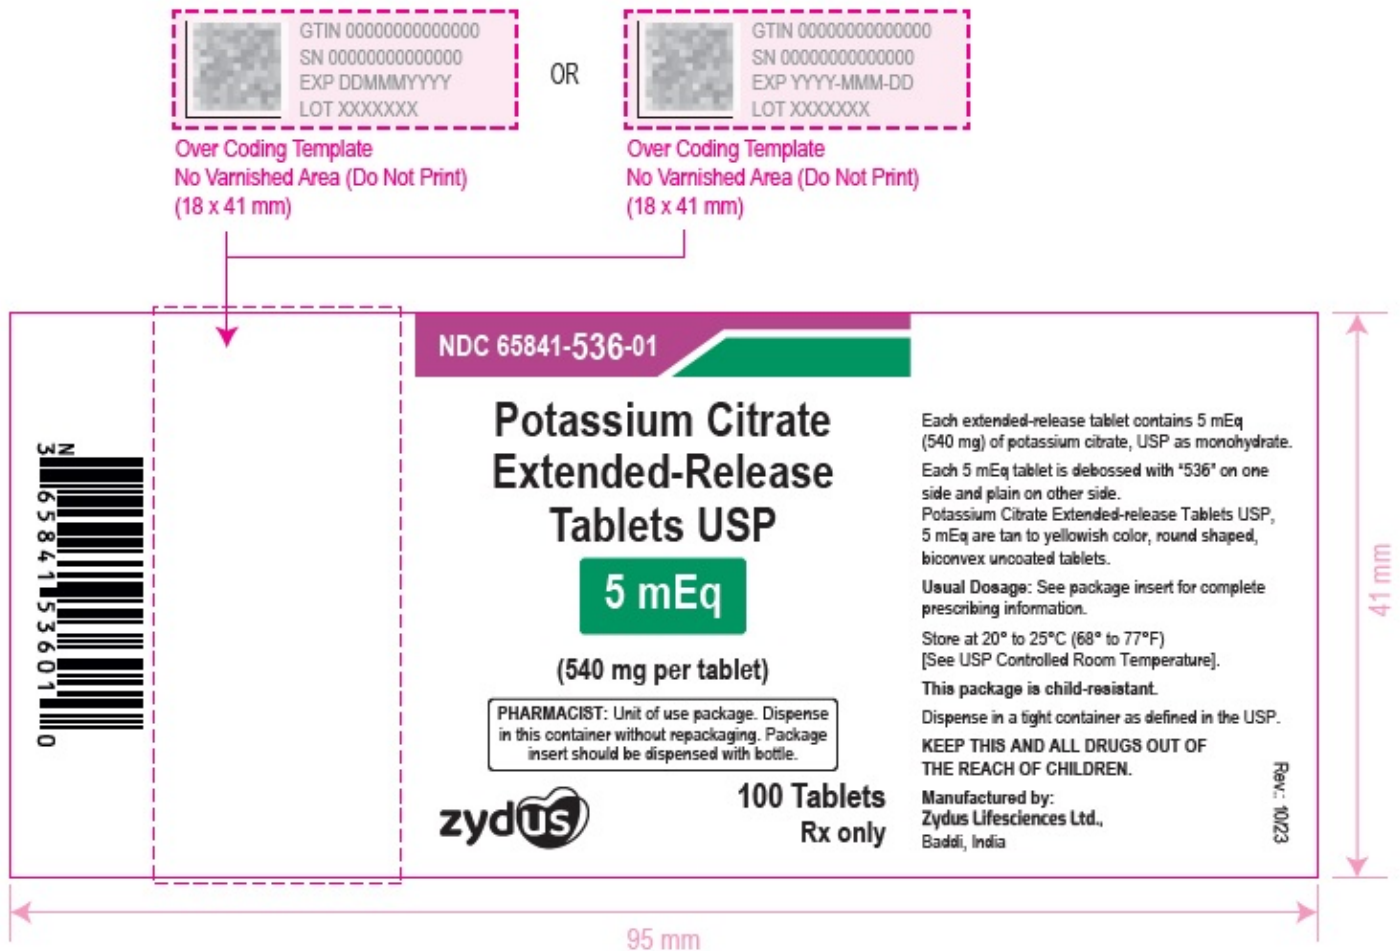 GTIN 00000000000000
SN 00000000000000
EXP DDMMMYYYY
LOT XXXXXXX
OR
GTIN 00000000000000
SN 00000000000000
EXP YYYY-MMM-DD
LOT XXXXXXX
Over Coding Template
No Varnished Area (Do Not Print)
(18 x 41 mm)
Over Coding Template
No Varnished Area (Do Not Print)
(18 x 41 mm)
N
3 65841 53601 0
NDC 65841-536-01
Potassium Citrate
Extended-Release
Tablets USP
5 mEq
(540 mg per tablet)
PHARMACIST: Unit of use package. Dispense
in this container without repackaging. Package
insert should be dispensed with bottle.
zydus
100 Tablets
Rx only
Each extended-release tablet contains 5 mEq
(540 mg) of potassium citrate, USP as monohydrate.
Each 5 mEq tablet is debossed with “536” on one
side and plain on other side.
Potassium Citrate Extended-release Tablets USP,
5 mEq are tan to yellowish color, round shaped,
biconvex uncoated tablets.
Usual Dosage: See package insert for complete
prescribing information.
Store at 20° to 25°C (68° to 77°F)
[See USP Controlled Room Temperature].
This package is child-resistant.
Dispense in a tight container as defined in the USP.
KEEP THIS AND ALL DRUGS OUT OF
THE REACH OF CHILDREN.
Manufactured by:
Zydus Lifesciences Ltd.,
Baddi, India
Rev.: 10/23
41 mm
95 mm